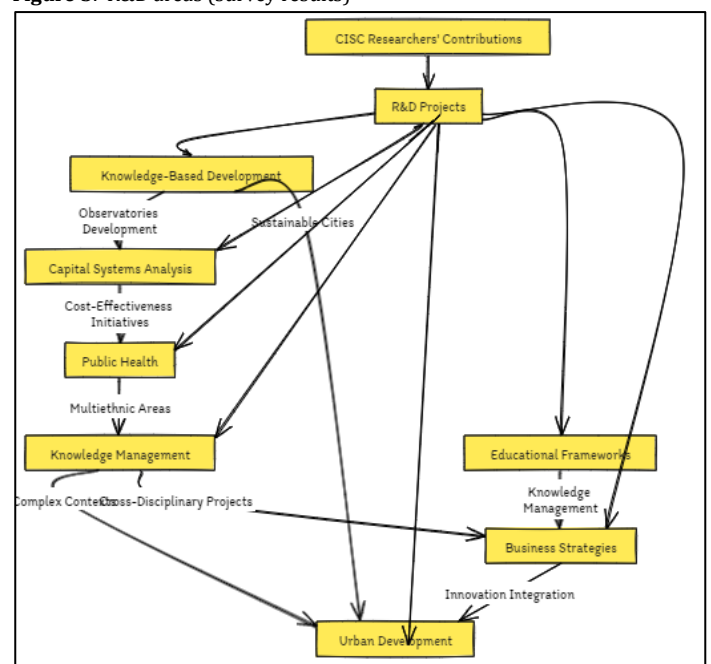 Figure 3. R&D areas (survey results)
CISC Researchers' Contributions
R&D Projects
Knowledge-Based Development
Observatories
Development
Sustainable Cities
Capital Systems Analysis
Cost-Effectiveness
Initiatives
Public Health
Multiethnic Areas
Knowledge Management
Educational Frameworks
Complex Contexts
Cross-Disciplinary Projects
Knowledge
Management
Business Strategies
Innovation Integration
Urban Development